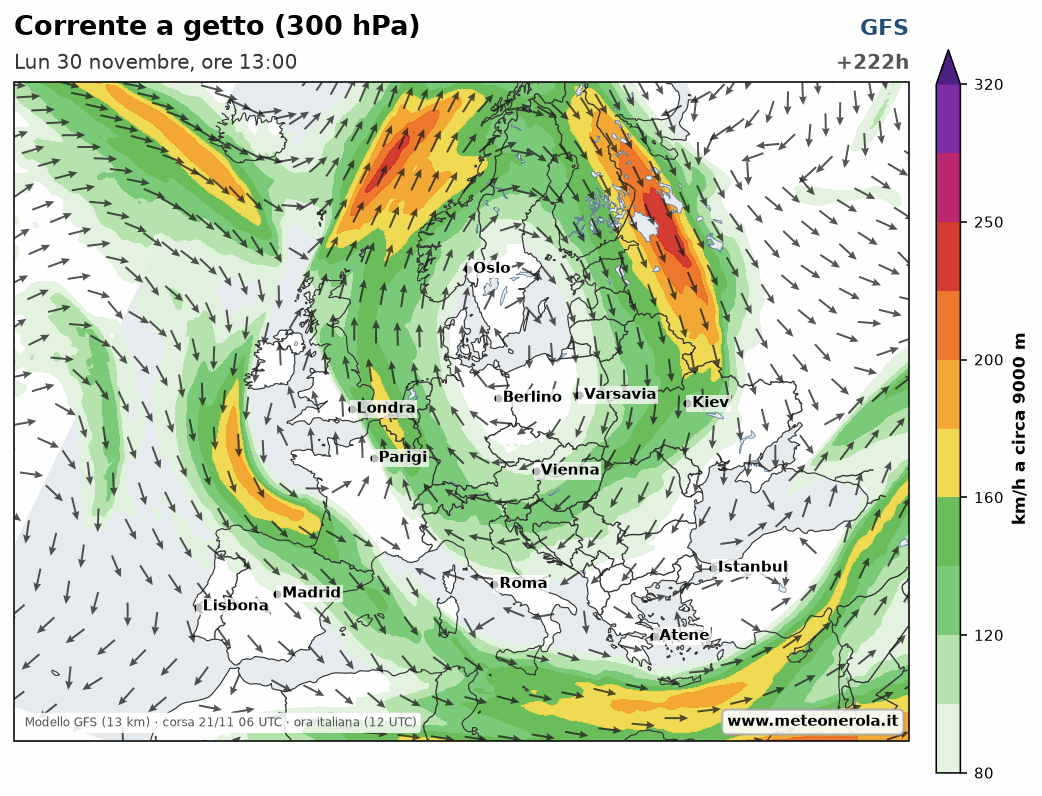 Corrente a getto (300 hPa)
GFS
Lun 30 novembre, ore 13:00
+222h
320
250
200
160
120
80
km/h a circa 9000 m
Oslo
Berlino
Varsavia
Kiev
Londra
Parigi
Vienna
Istanbul
Roma
Madrid
Lisbona
Atene
Modello GFS (13 km) · corsa 21/11 06 UTC · ora italiana (12 UTC)
www.meteonerola.it